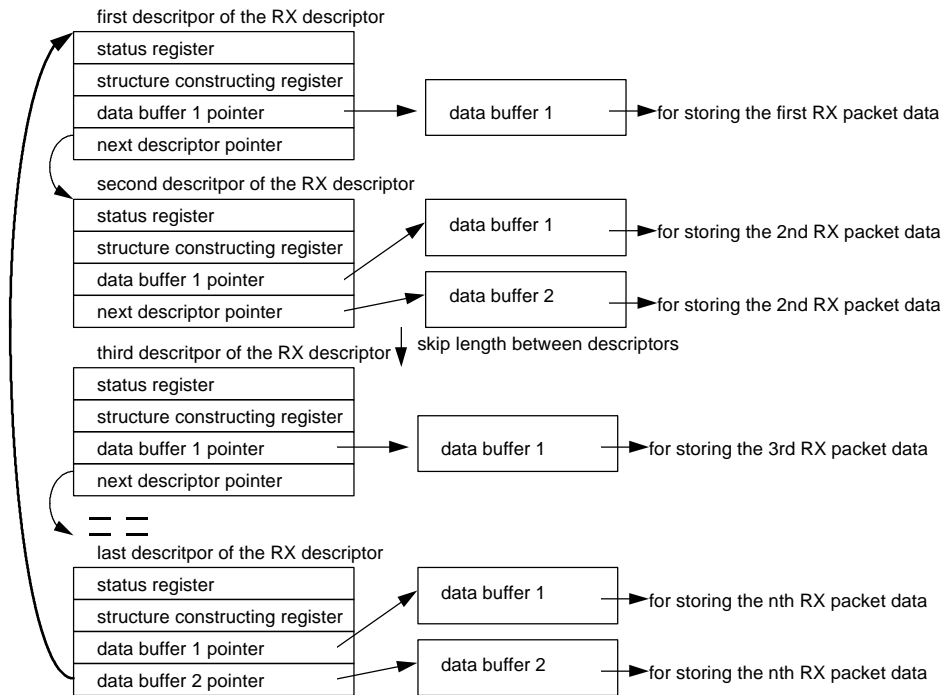 first descritpor of the RX descriptor
status register
structure constructing register
data buffer 1 pointer
data buffer 1
for storing the first RX packet data
next descriptor pointer
second descritpor of the RX descriptor
status register
data buffer 1
for storing the 2nd RX packet data
structure constructing register
data buffer 1 pointer
data buffer 2
for storing the 2nd RX packet data
next descriptor pointer
skip length between descriptors
third descritpor of the RX descriptor
status register
structure constructing register
data buffer 1 pointer
data buffer 1
for storing the 3rd RX packet data
next descriptor pointer
last descritpor of the RX descriptor
status register
data buffer 1
for storing the nth RX packet data
structure constructing register
data buffer 1 pointer
data buffer 2
for storing the nth RX packet data
data buffer 2 pointer